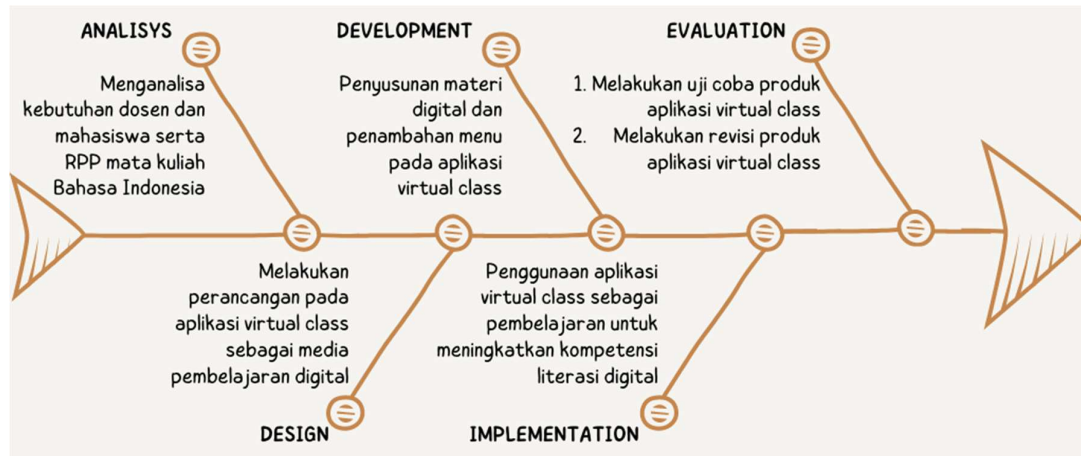 ANALISYS
Menganalisa
kebutuhan dosen dan
mahasiswa serta
RPP mata kuliah
Bahasa Indonesia
DEVELOPMENT
Penyusunan materi
digital dan
penambahan menu
pada aplikasi
virtual class
EVALUATION
1. Melakukan uji coba produk
aplikasi virtual class
2. Melakukan revisi produk
aplikasi virtual class
Melakukan
perancangan pada
aplikasi virtual class
sebagai media
pembelajaran digital
DESIGN
Penggunaan aplikasi
virtual class sebagai
pembelajaran untuk
meningkatkan kompetensi
literasi digital
IMPLEMENTATION